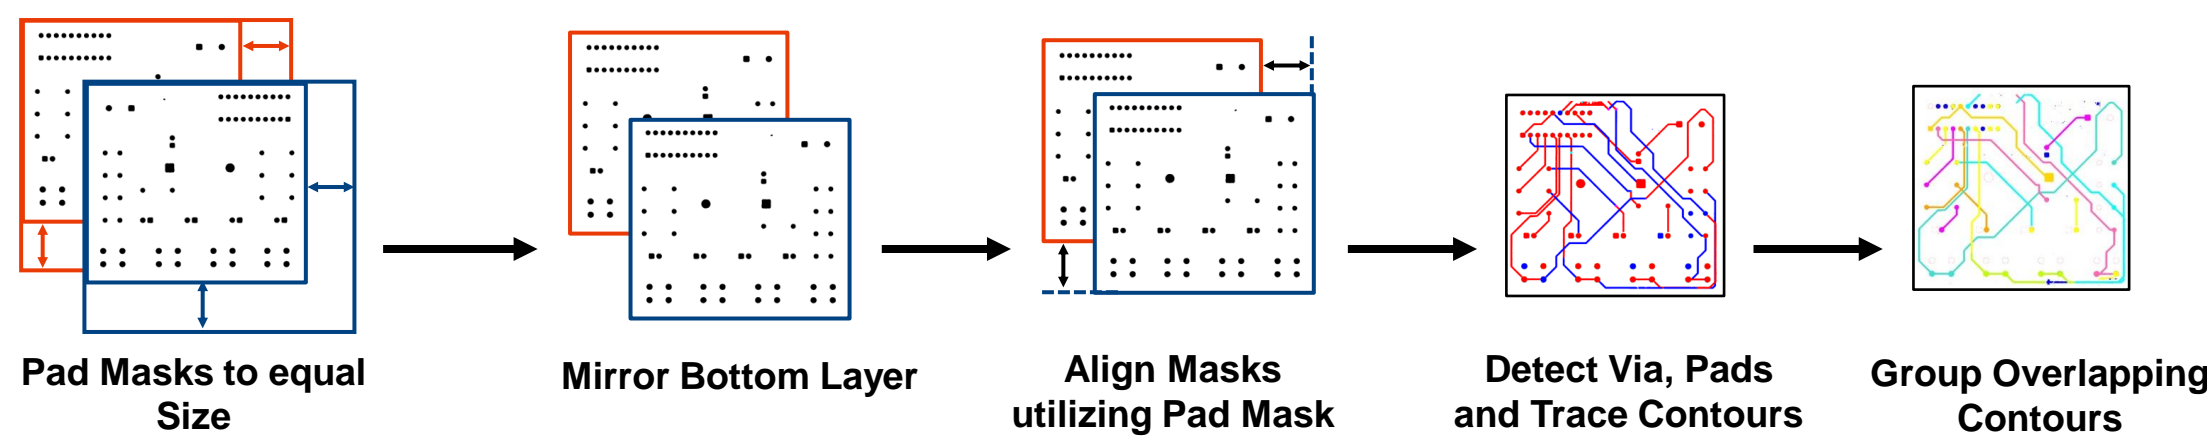 Pad Masks to equal
Size
Mirror Bottom Layer
Align Masks
utilizing Pad Mask
Detect Via, Pads
and Trace Contours
Group Overlapping
Contours